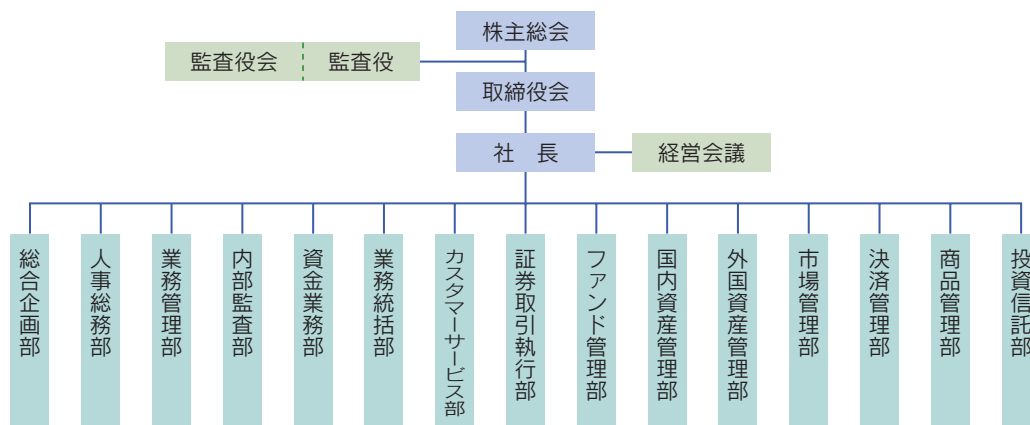 株主総会
監査役会
監査役
取締役会
社　長
経営会議
総合企画部
人事総務部
業務管理部
内部監査部
資金業務部
業務統括部
カスタマーサービス部
証券取引執行部
ファンド管理部
国内資産管理部
外国資産管理部
市場管理部
決済管理部
商品管理部
投資信託部